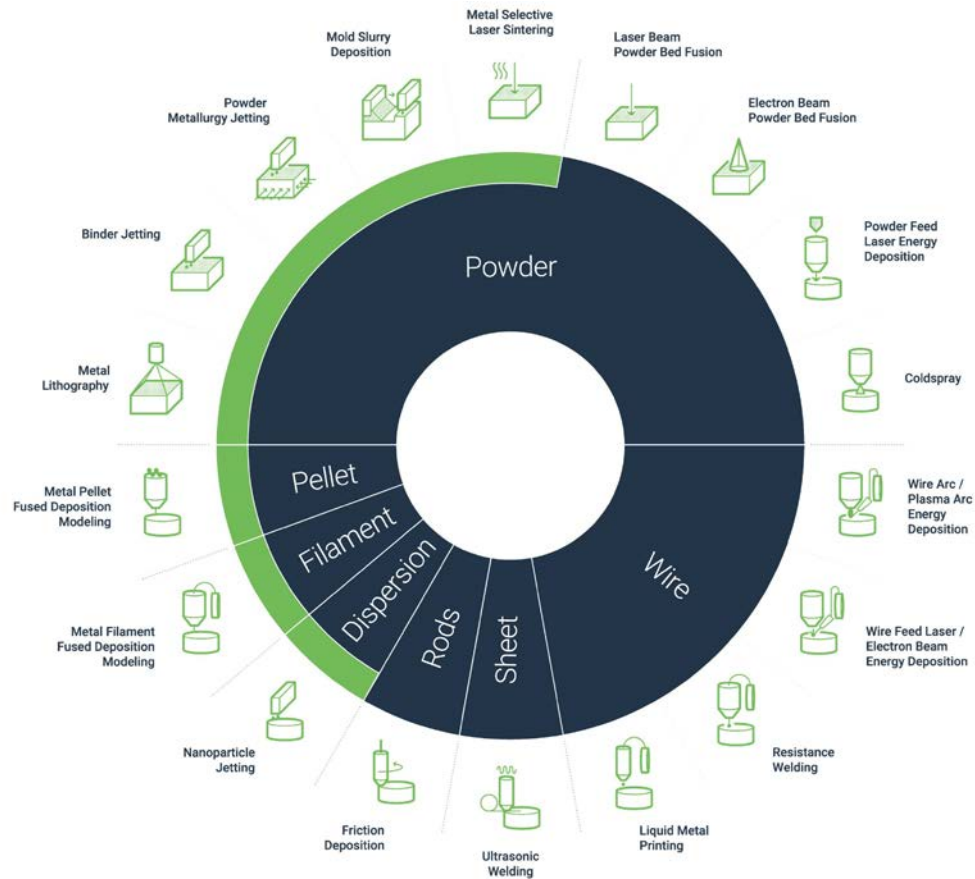 Metal Selective
Laser Sintering
Laser Beam
Powder Bed Fusion
Electron Beam
Powder Bed Fusion
Powder Feed
Laser Energy
Deposition
Coldspray
Wire Arc /
Plasma Arc
Energy
Deposition
Wire Feed Laser /
Electron Beam
Energy Deposition
Resistance
Welding
Liquid Metal
Printing
Ultrasonic
Welding
Friction
Deposition
Nanoparticle
Jetting
Metal Filament
Fused Deposition
Modeling
Metal Pellet
Fused Deposition
Modeling
Metal
Lithography
Binder Jetting
Powder
Metallurgy Jetting
Mold Slurry
Deposition
Powder
Wire
Sheet
Rods
Dispersion
Filament
Pellet